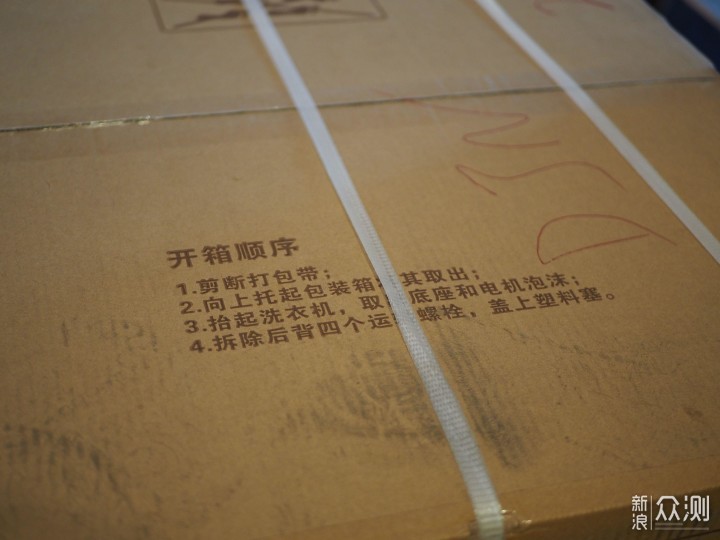 开箱顺序
1.剪断打包带；
2.向上托起包装箱 其取出；
3.抬起洗衣机，取 底座和电机泡沫；
4.拆除后背四个运 螺栓，盖上塑料塞。
新浪众测